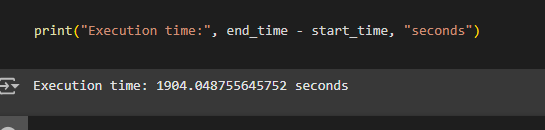 print("Execution time:", end_time - start_time, "seconds")
Execution time: 1904.048755645752 seconds